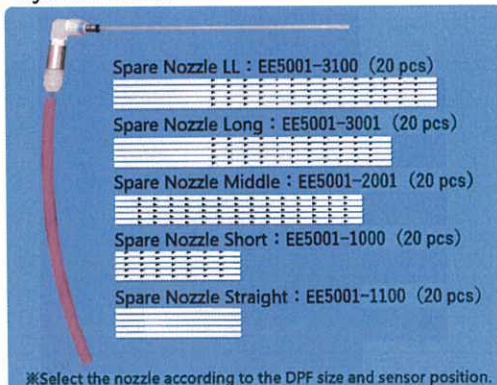 Spare Nozzle LL：EE5001-3100（20 pcs）
Spare Nozzle Long：EE5001-3001（20 pcs）
Spare Nozzle Middle：EE5001-2001（20 pcs）
Spare Nozzle Short：EE5001-1000（20 pcs）
Spare Nozzle Straight：EE5001-1100（20 pcs）
※Select the nozzle according to the DPF size and sensor position.